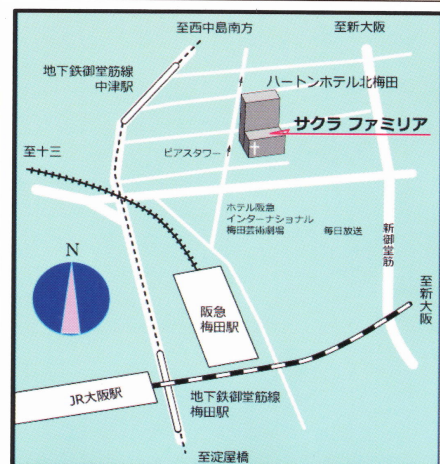 至西中島南方
至新大阪
地下鉄御堂筋線
中津駅
ハートンホテル北梅田
サクラ ファミリア
至十三
ピアスタワー
ホテル阪急
インターナショナル
梅田芸術劇場
毎日放送
新御堂筋
N
阪急
梅田駅
至新大阪
JR大阪駅
地下鉄御堂筋線
梅田駅
至淀屋橋